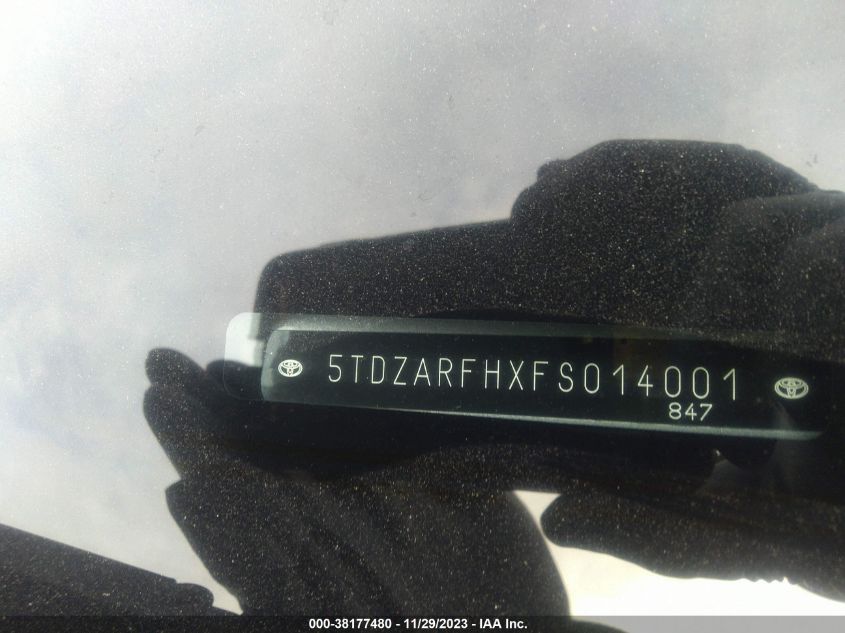 5TDZARFHXFS014001
847
000-38177480 - 11/29/2023 - IAA Inc.